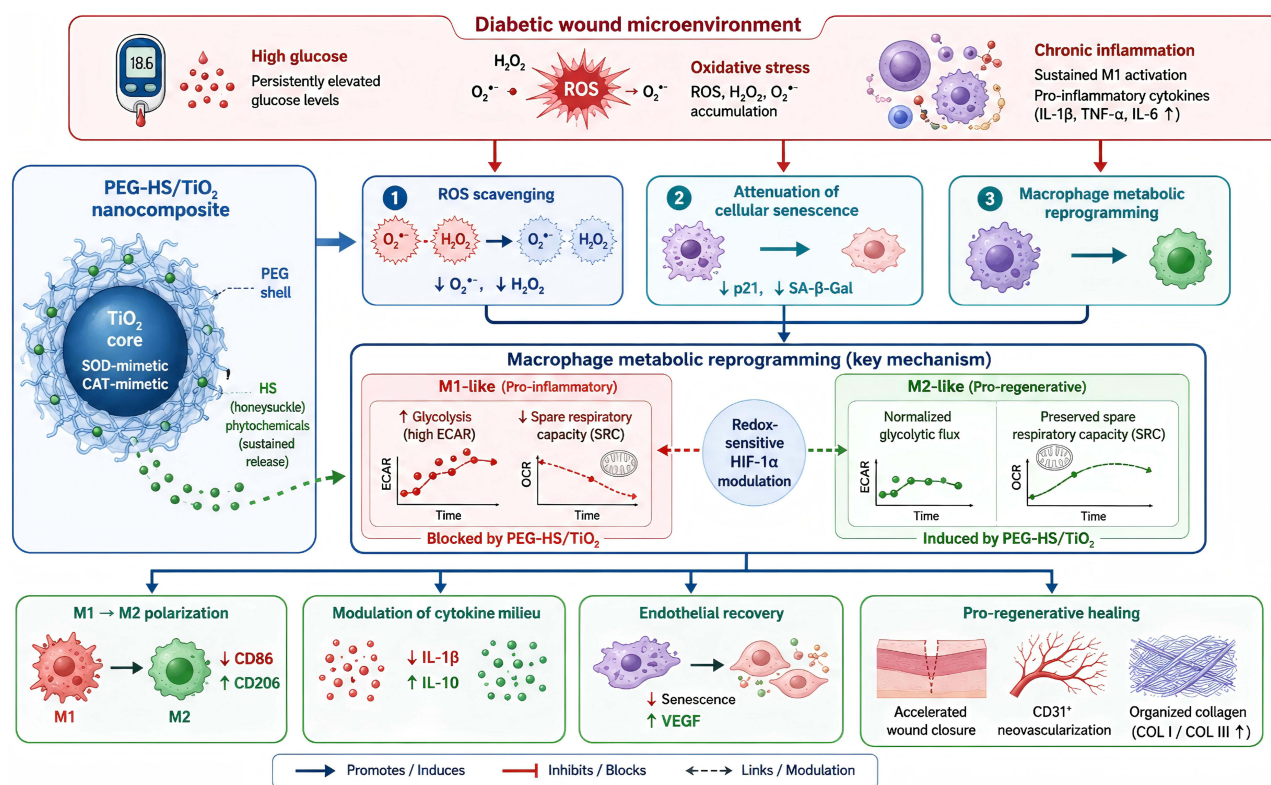 Diabetic wound microenvironment
18.6
High glucose
Persistently elevated
glucose levels
H₂O₂
O₂•⁻
ROS
O₂•⁻
Oxidative stress
ROS, H₂O₂, O₂•⁻
accumulation
Chronic inflammation
Sustained M1 activation
Pro-inflammatory cytokines
(IL-1β, TNF-α, IL-6 ↑)
PEG-HS/TiO₂
nanocomposite
PEG
shell
TiO₂
core
SOD-mimetic
CAT-mimetic
HS
(honeysuckle)
phytochemicals
(sustained
release)
1
ROS scavenging
O₂•⁻
H₂O₂
O₂•⁻
H₂O₂
↓ O₂•⁻, ↓ H₂O₂
2
Attenuation of
cellular senescence
↓ p21, ↓ SA-β-Gal
3
Macrophage metabolic
reprogramming
Macrophage metabolic reprogramming (key mechanism)
M1-like (Pro-inflammatory)
↑ Glycolysis
(high ECAR)
ECAR
Time
↓ Spare respiratory
capacity (SRC)
OCR
Time
Blocked by PEG-HS/TiO₂
Redox-
sensitive
HIF-1α
modulation
M2-like (Pro-regenerative)
Normalized
glycolytic flux
ECAR
Time
Preserved spare
respiratory capacity (SRC)
OCR
Time
Induced by PEG-HS/TiO₂
M1 → M2 polarization
M1
M2
↓ CD86
↑ CD206
Modulation of cytokine milieu
↓ IL-1β
↑ IL-10
Endothelial recovery
↓ Senescence
↑ VEGF
Pro-regenerative healing
Accelerated
wound closure
CD31⁺
neovascularization
Organized collagen
(COL I / COL III ↑)
Promotes / Induces
Inhibits / Blocks
Links / Modulation